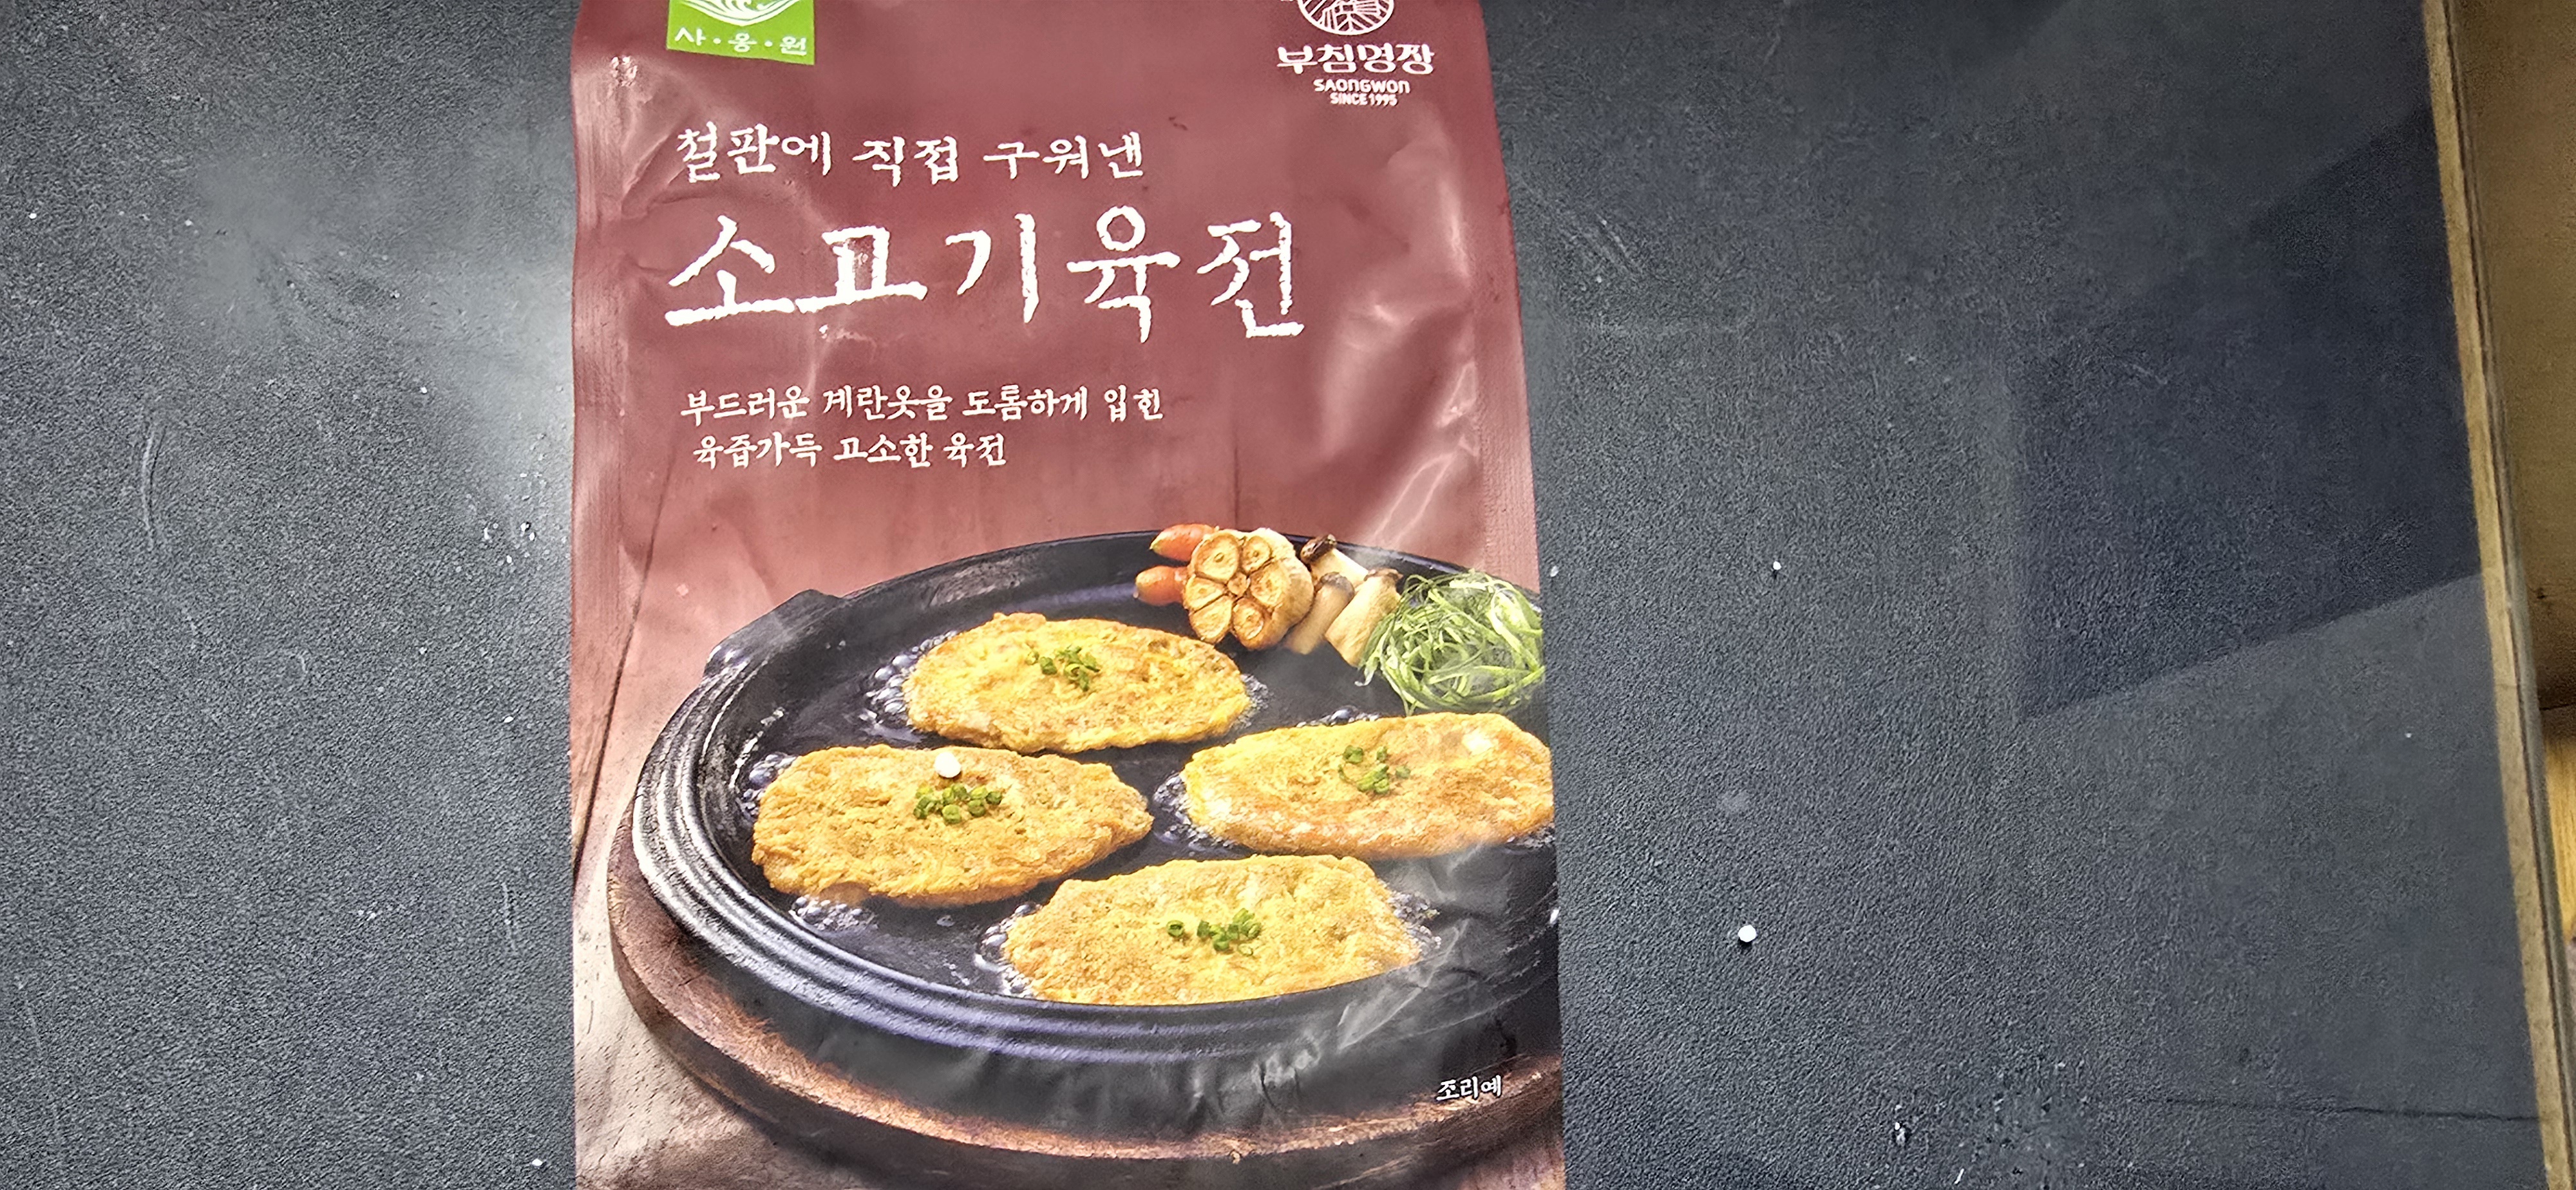 사·옹·원
부침명장
SAONGWON
SINCE 1995
철판에 직접 구워낸
소고기육전
부드러운 계란옷을 도톰하게 입힌
육즙가득 고소한 육전
조리예